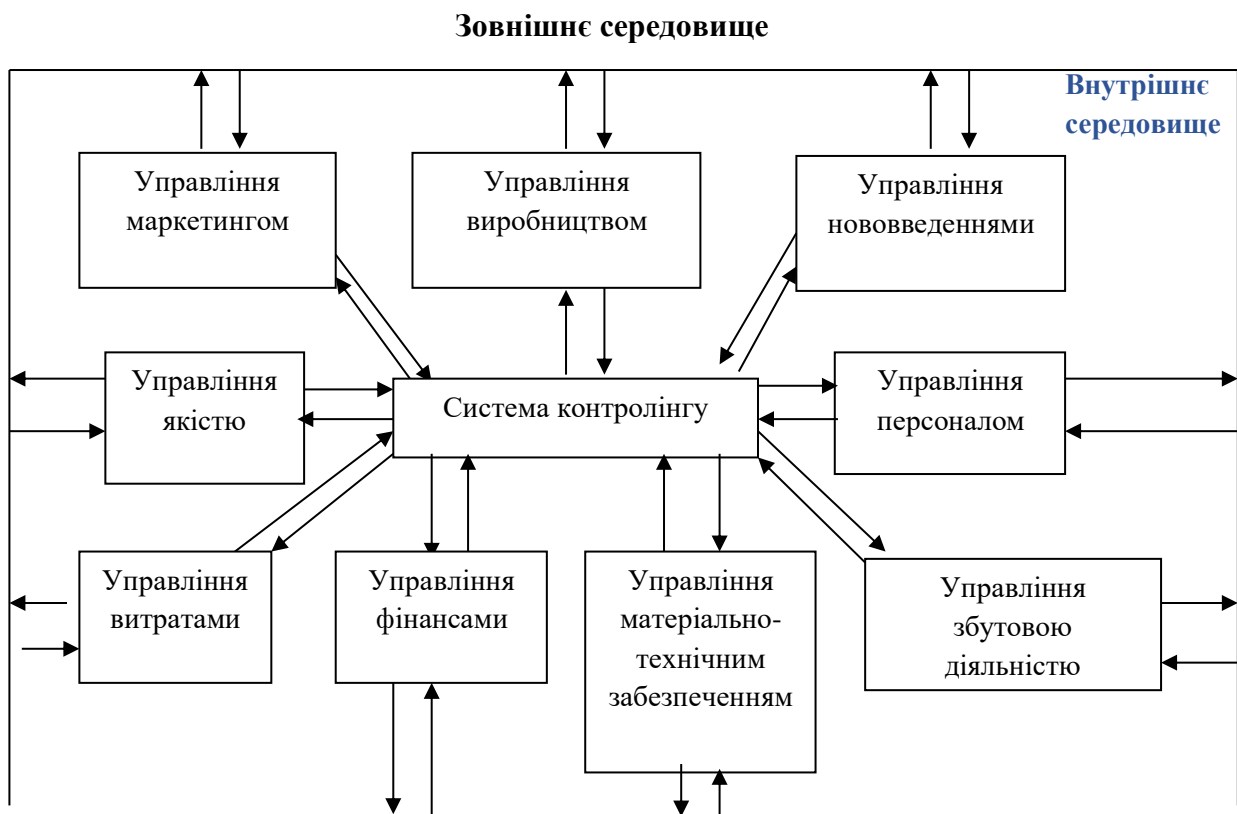 Зовнішнє середовище
Внутрішнє
середовище
Управління
маркетингом
Управління
виробництвом
Управління
нововведеннями
Управління
якістю
Система контролінгу
Управління
персоналом
Управління
витратами
Управління
фінансами
Управління
матеріально-
технічним
забезпеченням
Управління
збутовою
діяльністю